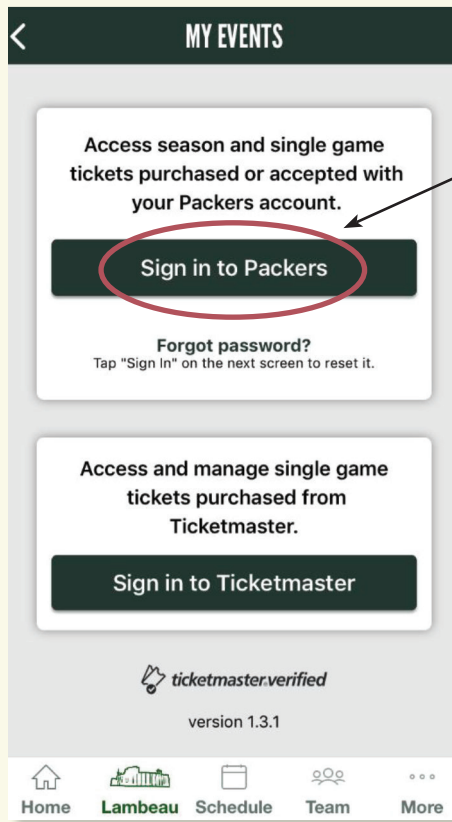 MY EVENTS
Access season and single game
tickets purchased or accepted with
your Packers account.
Sign in to Packers
Forgot password?
Tap "Sign In" on the next screen to reset it.
Access and manage single game
tickets purchased from
Ticketmaster.
Sign in to Ticketmaster
ticketmaster verified
version 1.3.1
Home Lambeau Schedule Team More